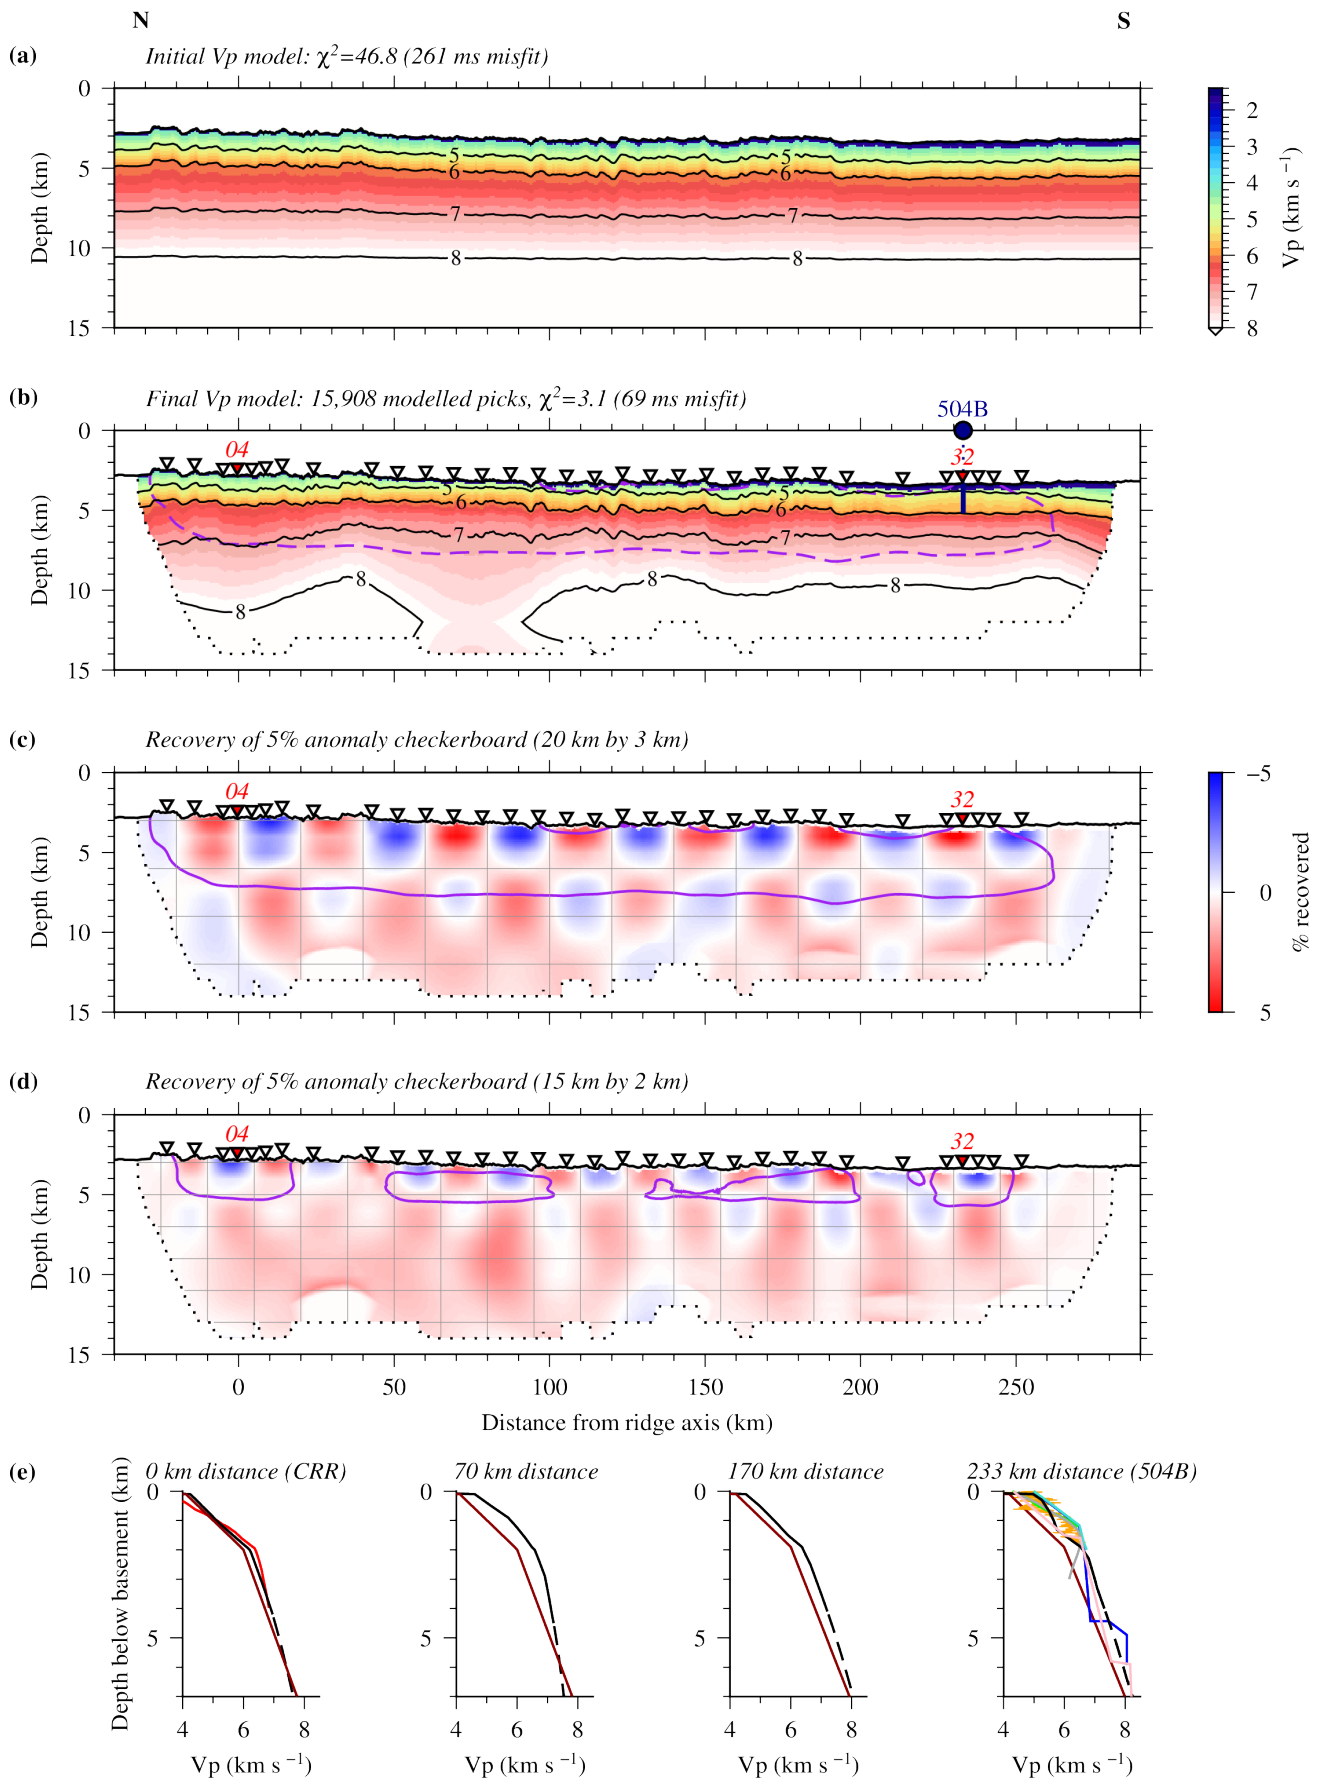 N
S
(a)
Initial Vp model: χ²=46.8 (261 ms misfit)
0
5
10
15
Depth (km)
5
6
7
8
5
6
7
8
2
3
4
5
6
7
8
Vp (km s⁻¹)
(b)
Final Vp model: 15,908 modelled picks, χ²=3.1 (69 ms misfit)
504B
04
32
0
5
10
15
Depth (km)
5
6
7
8
8
8
5
6
7
8
(c)
Recovery of 5% anomaly checkerboard (20 km by 3 km)
04
32
0
5
10
15
Depth (km)
−5
0
5
% recovered
(d)
Recovery of 5% anomaly checkerboard (15 km by 2 km)
04
32
0
5
10
15
Depth (km)
0 50 100 150 200 250
Distance from ridge axis (km)
(e)
0 km distance (CRR)
70 km distance
170 km distance
233 km distance (504B)
Depth below basement (km)
0
5
4 6 8
Vp (km s⁻¹)
0
5
4 6 8
Vp (km s⁻¹)
0
5
4 6 8
Vp (km s⁻¹)
0
5
4 6 8
Vp (km s⁻¹)